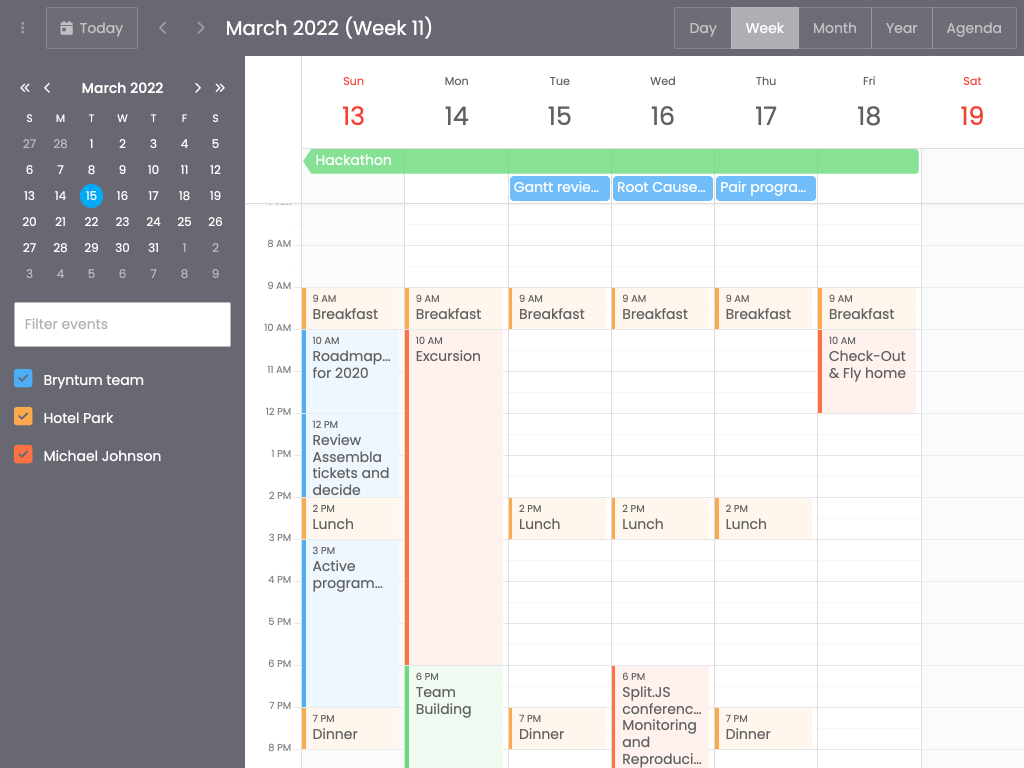 Today
March 2022 (Week 11)
Day Week Month Year Agenda
March 2022
S M T W T F S
27 28 1 2 3 4 5
6 7 8 9 10 11 12
13 14 15 16 17 18 19
20 21 22 23 24 25 26
27 28 29 30 31 1 2
3 4 5 6 7 8 9
Filter events
Bryntum team
Hotel Park
Michael Johnson
Sun Mon Tue Wed Thu Fri Sat
13 14 15 16 17 18 19
Hackathon
Gantt revie… Root Cause… Pair progra…
8 AM
9 AM
10 AM
11 AM
12 PM
1 PM
2 PM
3 PM
4 PM
5 PM
6 PM
7 PM
8 PM
9 AM
Breakfast
10 AM
Roadmap…
for 2020
12 PM
Review
Assembla
tickets and
decide
2 PM
Lunch
3 PM
Active
program…
7 PM
Dinner
9 AM
Breakfast
10 AM
Excursion
6 PM
Team
Building
9 AM
Breakfast
2 PM
Lunch
7 PM
Dinner
9 AM
Breakfast
2 PM
Lunch
6 PM
Split.JS
conferenc…
Monitoring
and
Reproduci…
9 AM
Breakfast
2 PM
Lunch
7 PM
Dinner
9 AM
Breakfast
10 AM
Check-Out
& Fly home